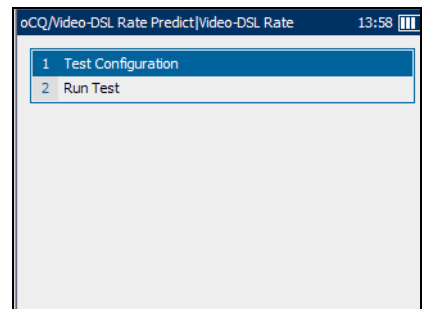 oCQ/Video-DSL Rate Predict|Video-DSL Rate 13:58
1 Test Configuration
2 Run Test